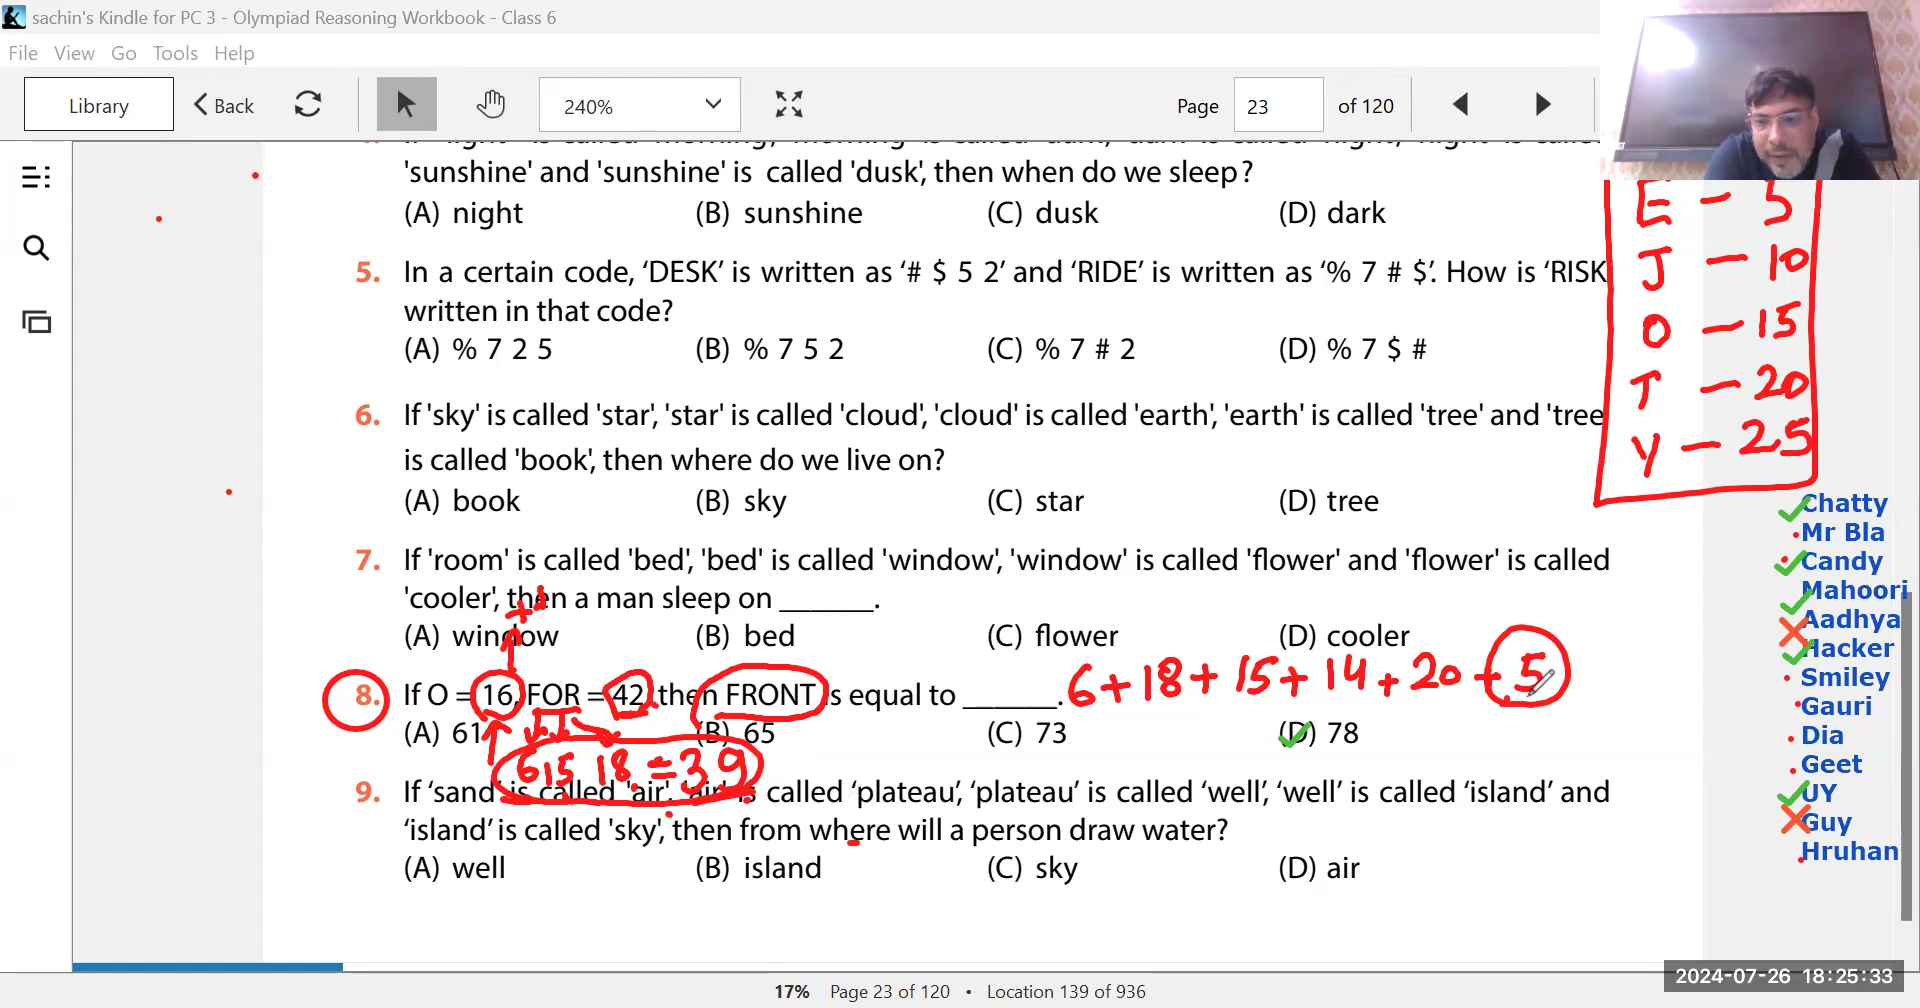 sachin's Kindle for PC 3 - Olympiad Reasoning Workbook - Class 6
File View Go Tools Help
Library Back 240% Page 23 of 120
'sunshine' and 'sunshine' is called 'dusk', then when do we sleep?
(A) night (B) sunshine (C) dusk (D) dark
5. In a certain code, ‘DESK’ is written as ‘# $ 5 2’ and ‘RIDE’ is written as ‘% 7 # $’. How is ‘RISK
written in that code?
(A) % 7 2 5 (B) % 7 5 2 (C) % 7 # 2 (D) % 7 $ #
6. If 'sky' is called 'star', 'star' is called 'cloud', 'cloud' is called 'earth', 'earth' is called 'tree' and 'tree
is called 'book', then where do we live on?
(A) book (B) sky (C) star (D) tree
7. If 'room' is called 'bed', 'bed' is called 'window', 'window' is called 'flower' and 'flower' is called
'cooler', then a man sleep on ______.
+1
(A) window (B) bed (C) flower (D) cooler
8. If O = 16, FOR = 42, then FRONT is equal to ______. 6 + 18 + 15 + 14 + 20 + 5
(A) 61 (B) 65 (C) 73 (D) 78
6 15 18 = 39
9. If ‘sand’ is called 'air', 'air' is called ‘plateau’, ‘plateau’ is called ‘well’, ‘well’ is called ‘island’ and
‘island’ is called 'sky', then from where will a person draw water?
(A) well (B) island (C) sky (D) air
E - 5
J - 10
O - 15
T - 20
Y - 25
Chatty
Mr Bla
Candy
Mahoori
Aadhya
Hacker
Smiley
Gauri
Dia
Geet
UY
Guy
Hruhan
2024-07-26 18:25:33
17% Page 23 of 120 • Location 139 of 936